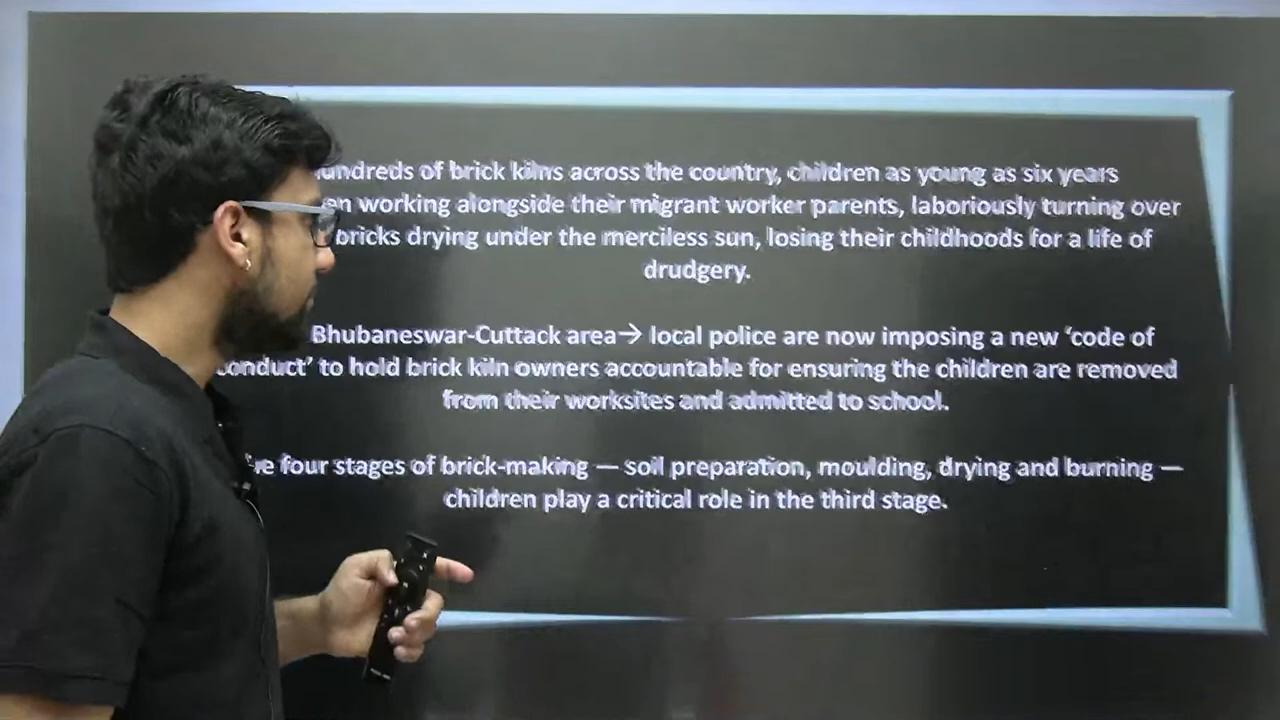 undreds of brick kilns across the country, children as young as six years
en working alongside their migrant worker parents, laboriously turning over
bricks drying under the merciless sun, losing their childhoods for a life of
drudgery.
Bhubaneswar-Cuttack area→ local police are now imposing a new ‘code of
conduct’ to hold brick kiln owners accountable for ensuring the children are removed
from their worksites and admitted to school.
four stages of brick-making — soil preparation, moulding, drying and burning —
children play a critical role in the third stage.